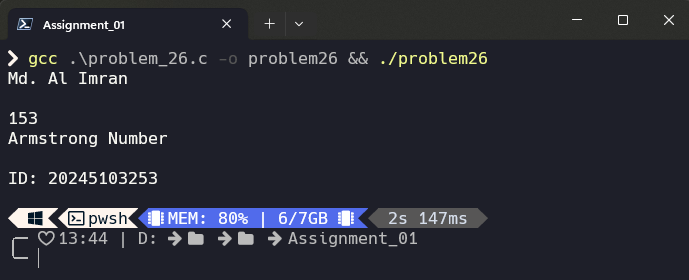 Assignment_01
gcc .\problem_26.c -o problem26 && ./problem26
Md. Al Imran
153
Armstrong Number
ID: 20245103253
pwsh MEM: 80% | 6/7GB 2s 147ms
13:44 | D: → → → Assignment_01